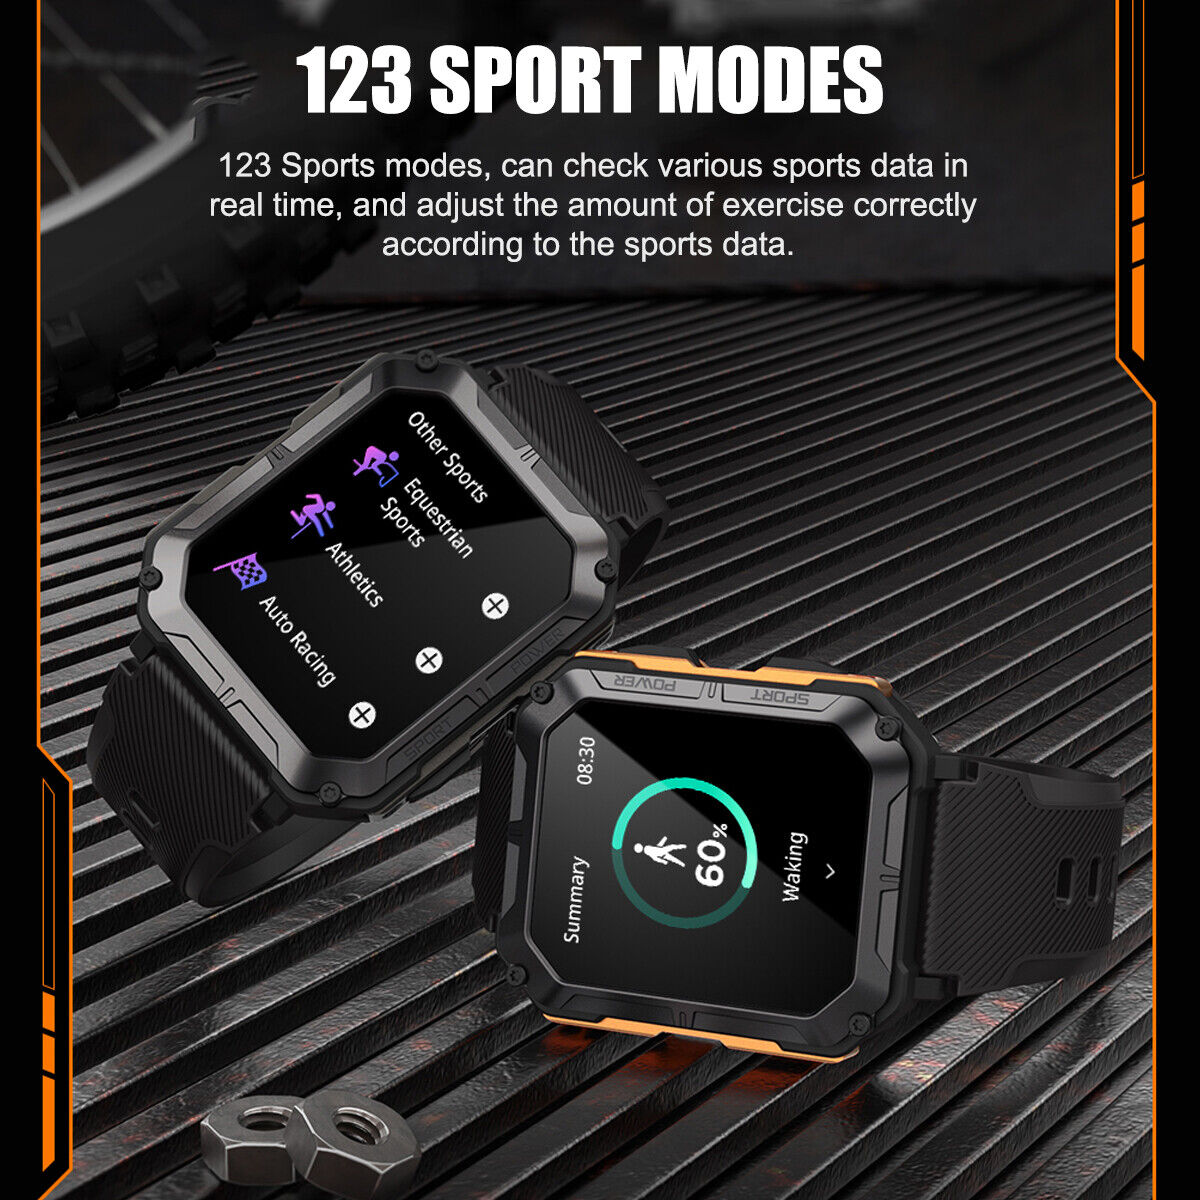 123 SPORT MODES
123 Sports modes, can check various sports data in
real time, and adjust the amount of exercise correctly
according to the sports data.
Other Sports
Equestrian
Sports
Athletics
Auto Racing
POWER
SPORT
POWER
SPORT
08:30
Summary
60%
Waking